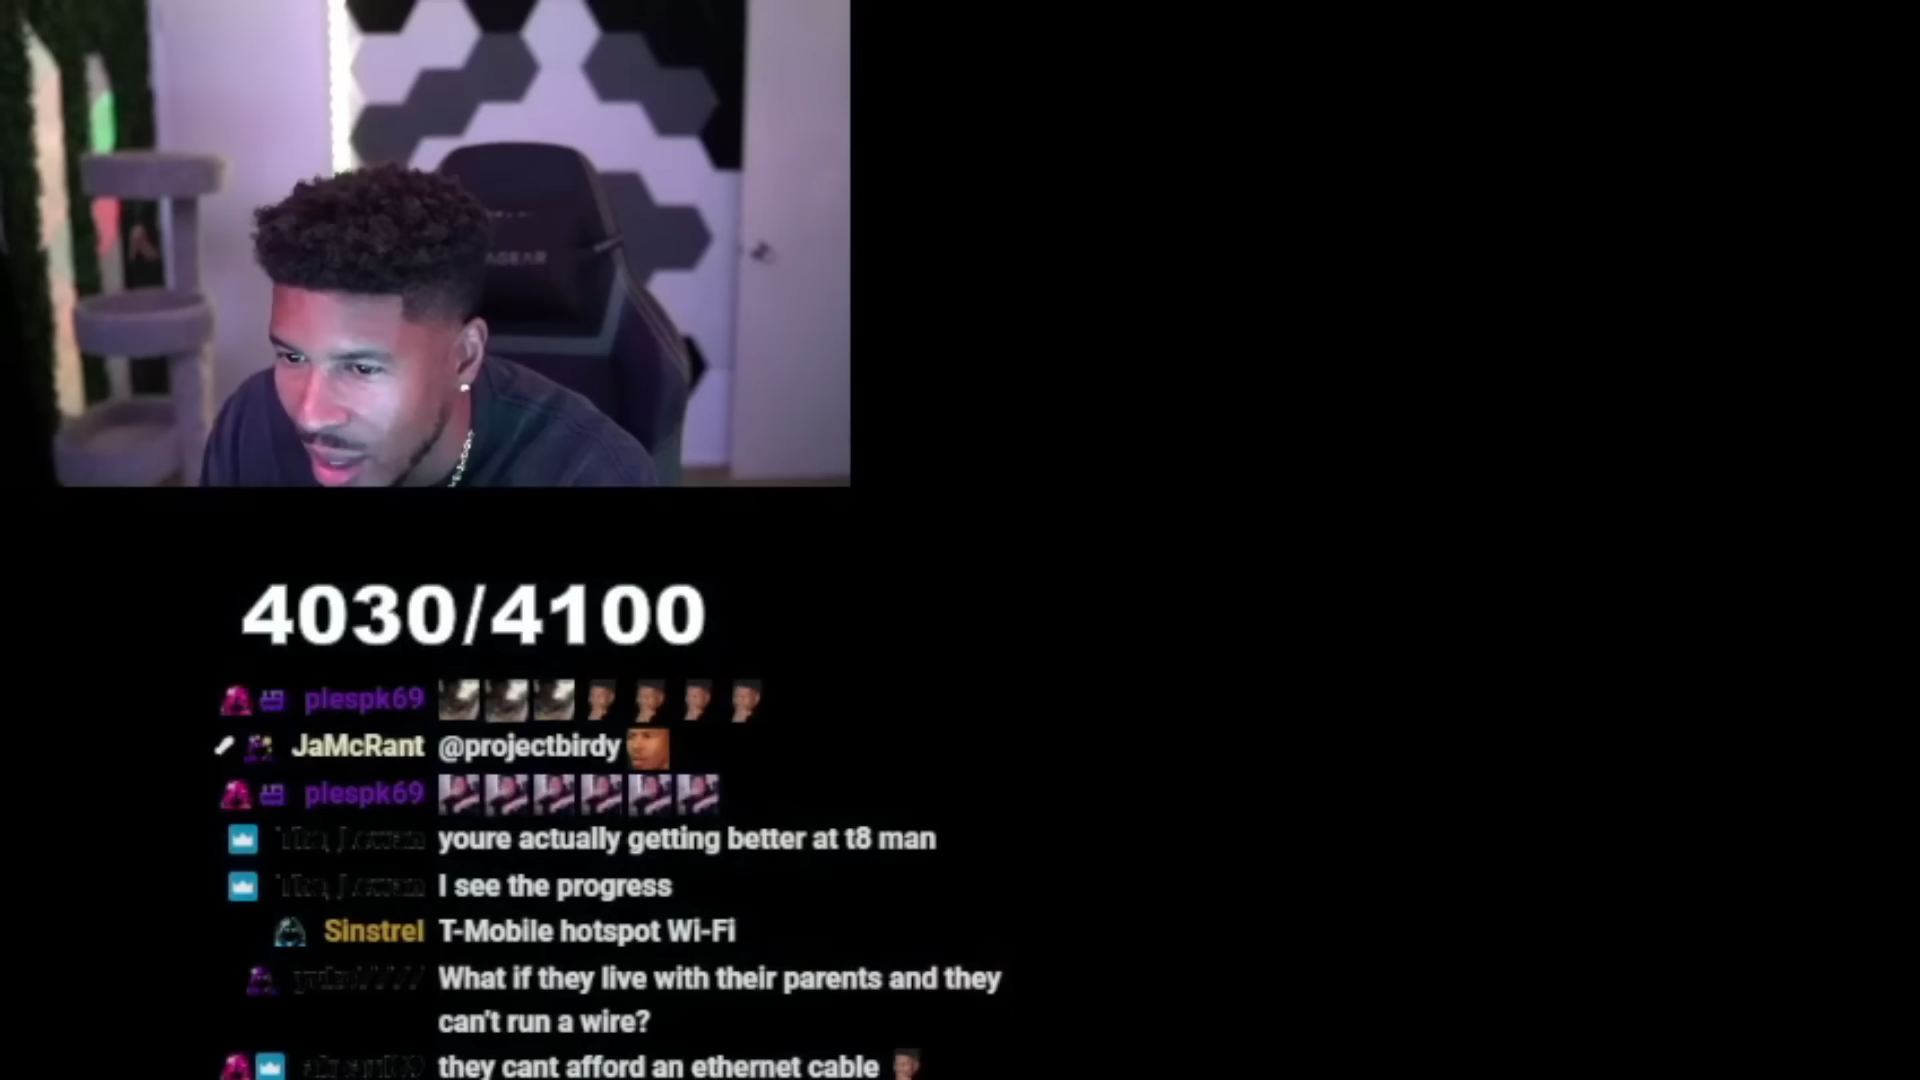 AGEAR
4030/4100
plespk69
JaMcRant @projectbirdy
plespk69
youre actually getting better at t8 man
I see the progress
Sinstrel T-Mobile hotspot Wi-Fi
What if they live with their parents and they
can't run a wire?
they cant afford an ethernet cable